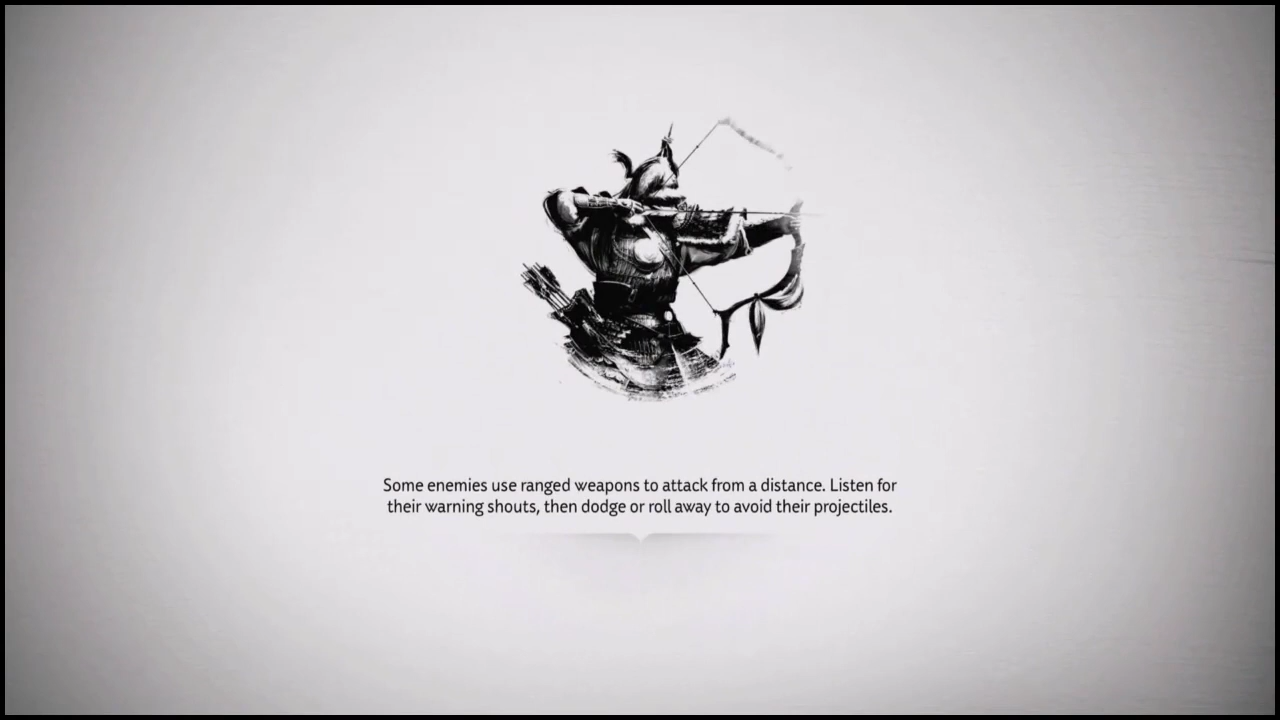 Some enemies use ranged weapons to attack from a distance. Listen for
their warning shouts, then dodge or roll away to avoid their projectiles.